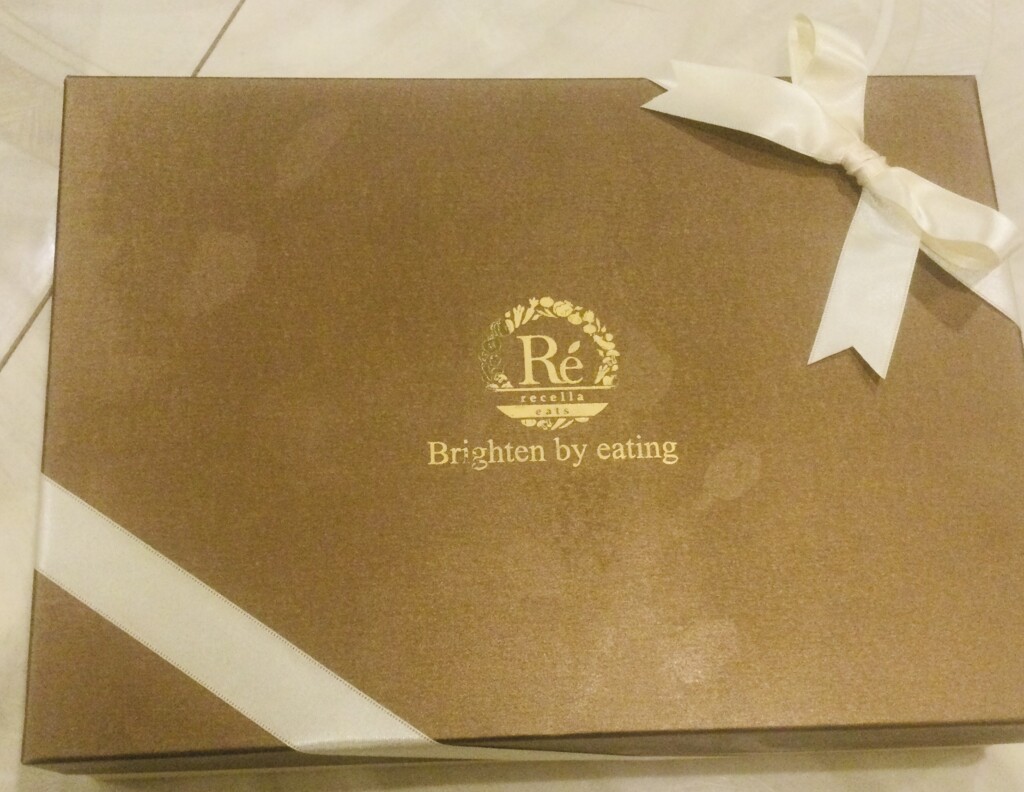 Ré
recella
eats
Brighten by eating